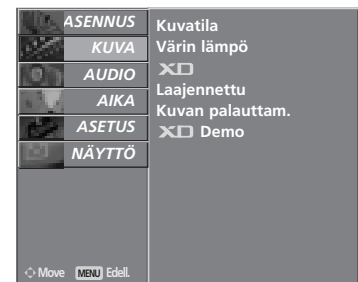 ASENNUS
KUVA
AUDIO
AIKA
ASETUS
NÄYTTÖ
Move MENU Edell.
Kuvatila
Värin lämpö
XD
Laajennettu
Kuvan palauttam.
XD Demo